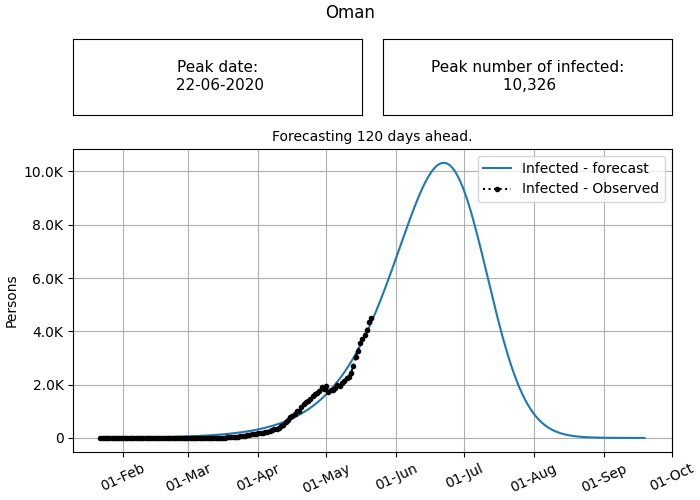 Oman
Peak date:
22-06-2020
Peak number of infected:
10,326
Forecasting 120 days ahead.
Infected - forecast
Infected - Observed
Persons
10.0K
8.0K
6.0K
4.0K
2.0K
0
01-Feb
01-Mar
01-Apr
01-May
01-Jun
01-Jul
01-Aug
01-Sep
01-Oct